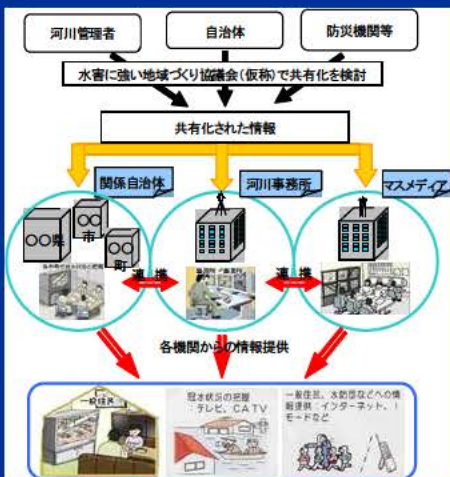 河川管理者
自治体
防災機関等
水害に強い地域づくり協議会(仮称)で共有化を検討
共有化された情報
関係自治体
河川事務所
マスメディア
〇〇県
〇〇市
〇〇町
連携
連携
各機関からの情報提供
一般住民
冠水状況の把握
:テレビ、CATV
一般住民、水防団などへの情
報提供:インターネット、i
モードなど